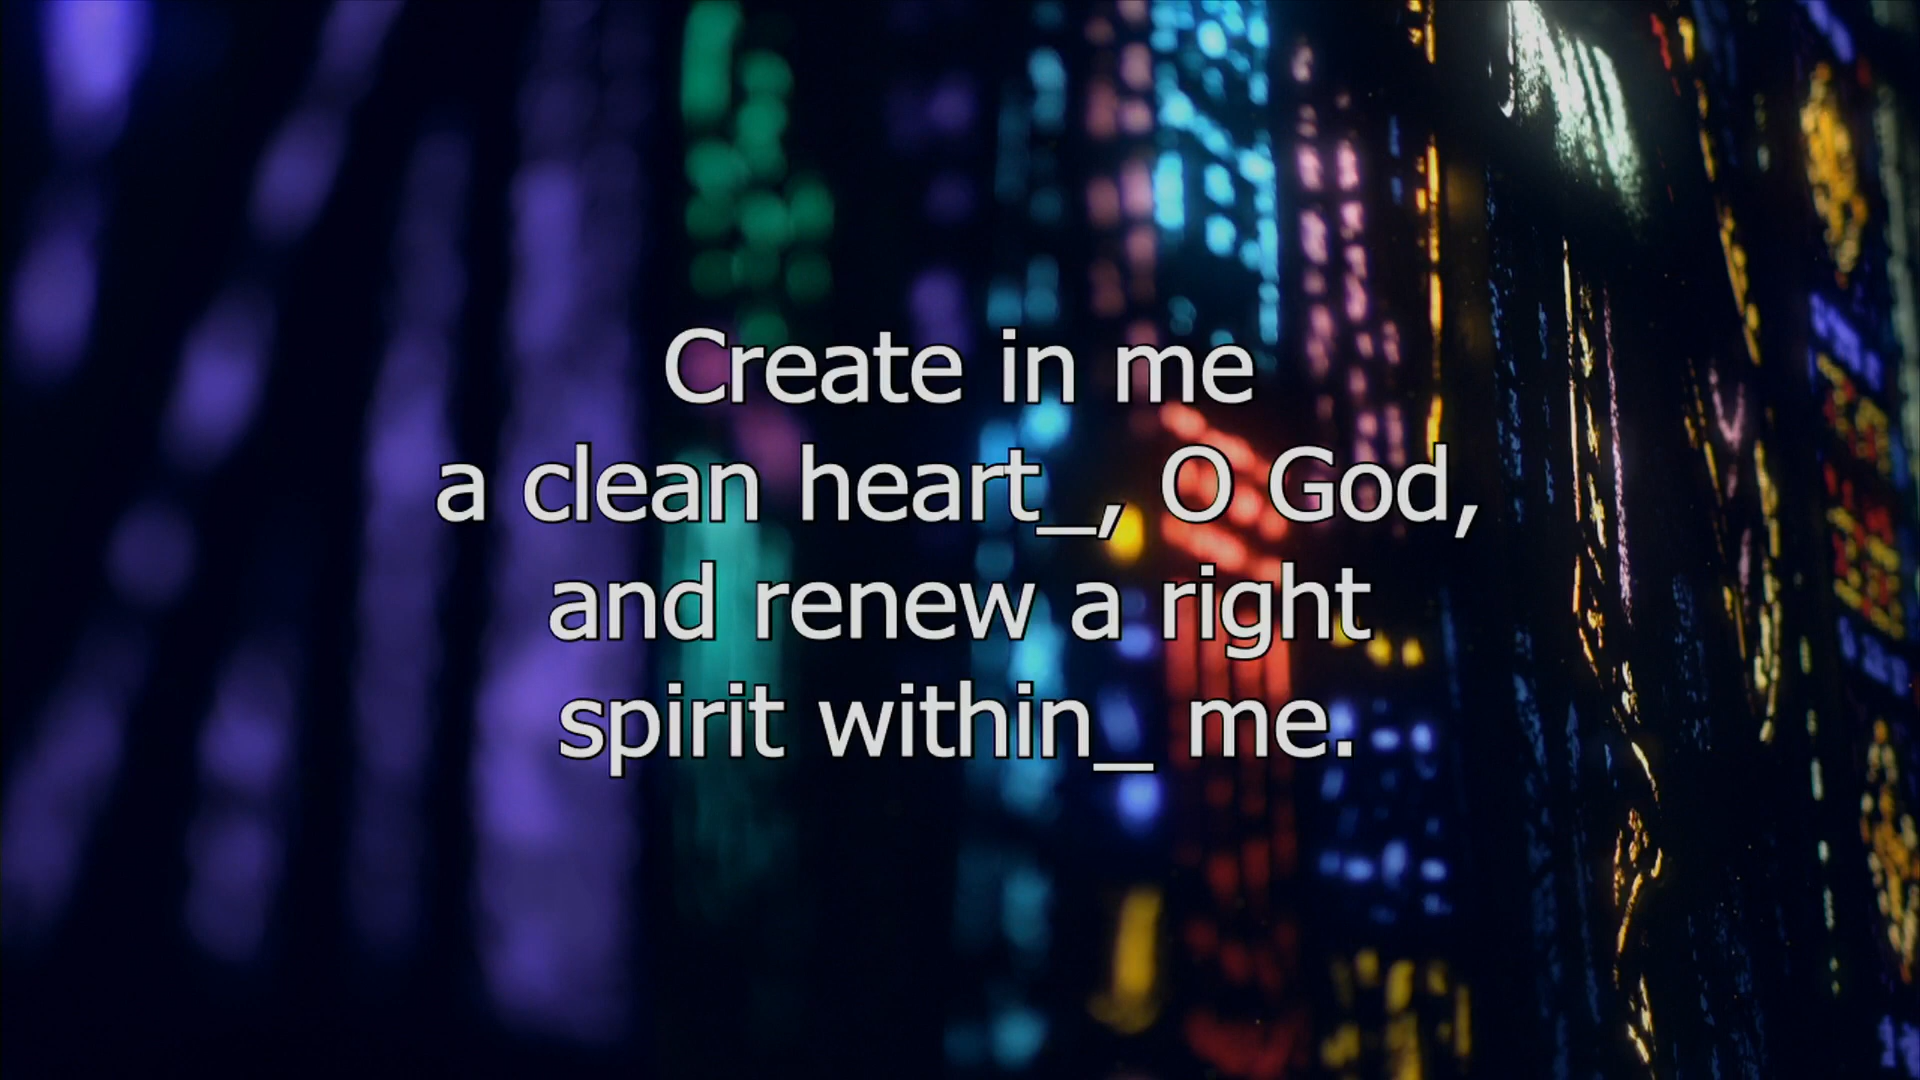 Create in me
a clean heart_, O God,
and renew a right
spirit within_ me.